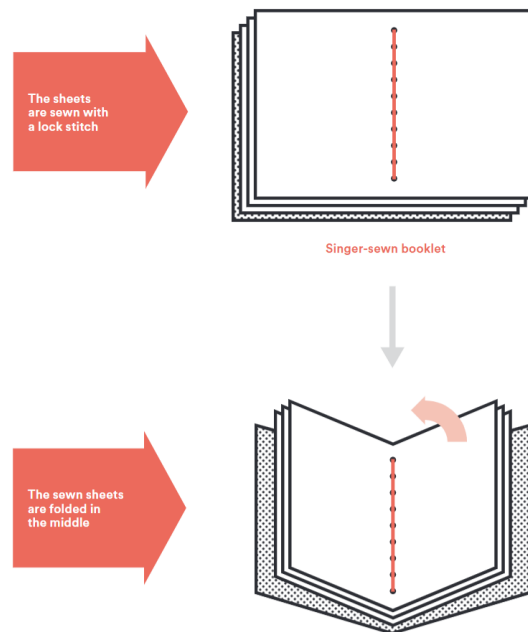 The sheets
are sewn with
a lock stitch
Singer-sewn booklet
The sewn sheets
are folded in
the middle